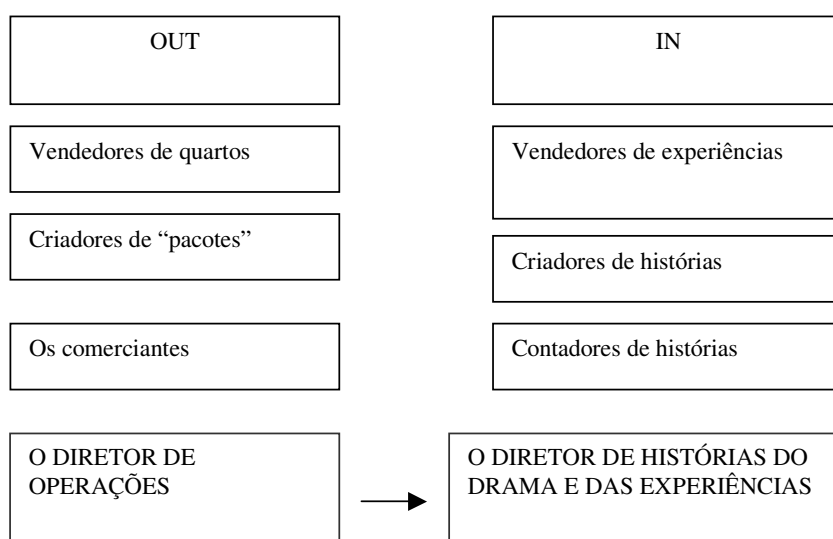 OUT
IN
Vendedores de quartos
Vendedores de experiências
Criadores de “pacotes”
Criadores de histórias
Os comerciantes
Contadores de histórias
O DIRETOR DE
OPERAÇÕES
O DIRETOR DE HISTÓRIAS DO
DRAMA E DAS EXPERIÊNCIAS